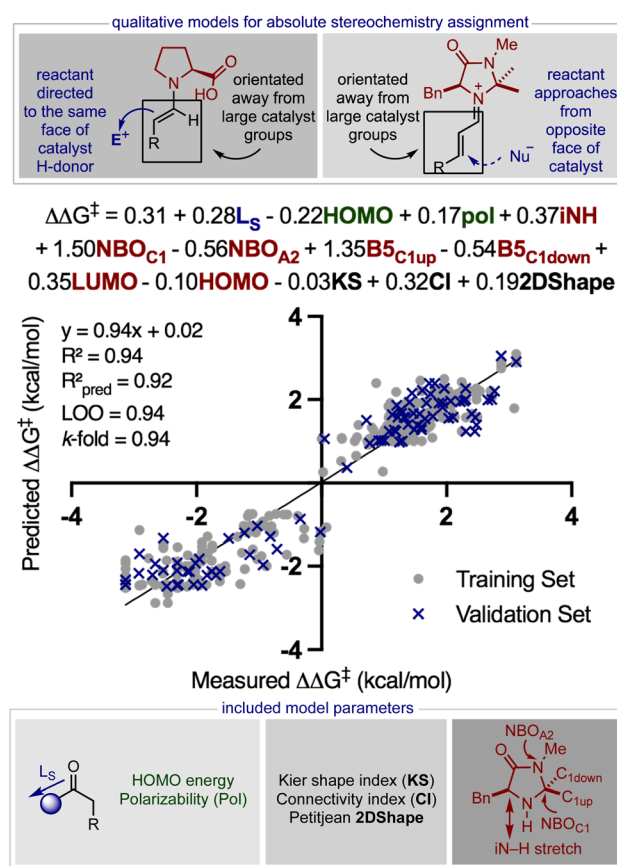 qualitative models for absolute stereochemistry assignment
reactant
directed
to the same
face of
catalyst
H-donor
E+
N
O
HO
H
R
orientated
away from
large catalyst
groups
orientated
away from
large catalyst
groups
O
Me
N
Bn
N
+
R
Nu−
reactant
approaches
from
opposite
face of
catalyst
ΔΔG‡ = 0.31 + 0.28LS - 0.22HOMO + 0.17pol + 0.37iNH
+ 1.50NBOC1 - 0.56NBOA2 + 1.35B5C1up - 0.54B5C1down +
0.35LUMO - 0.10HOMO - 0.03KS + 0.32CI + 0.192DShape
y = 0.94x + 0.02
R² = 0.94
R²pred = 0.92
LOO = 0.94
k-fold = 0.94
Predicted ΔΔG‡ (kcal/mol)
4
2
-4
-2
2
4
-2
-4
Training Set
Validation Set
Measured ΔΔG‡ (kcal/mol)
included model parameters
LS
O
R
HOMO energy
Polarizability (Pol)
Kier shape index (KS)
Connectivity index (CI)
Petitjean 2DShape
NBOA2
O
Me
N
C1down
C1up
Bn
N
H
NBOC1
iN–H stretch